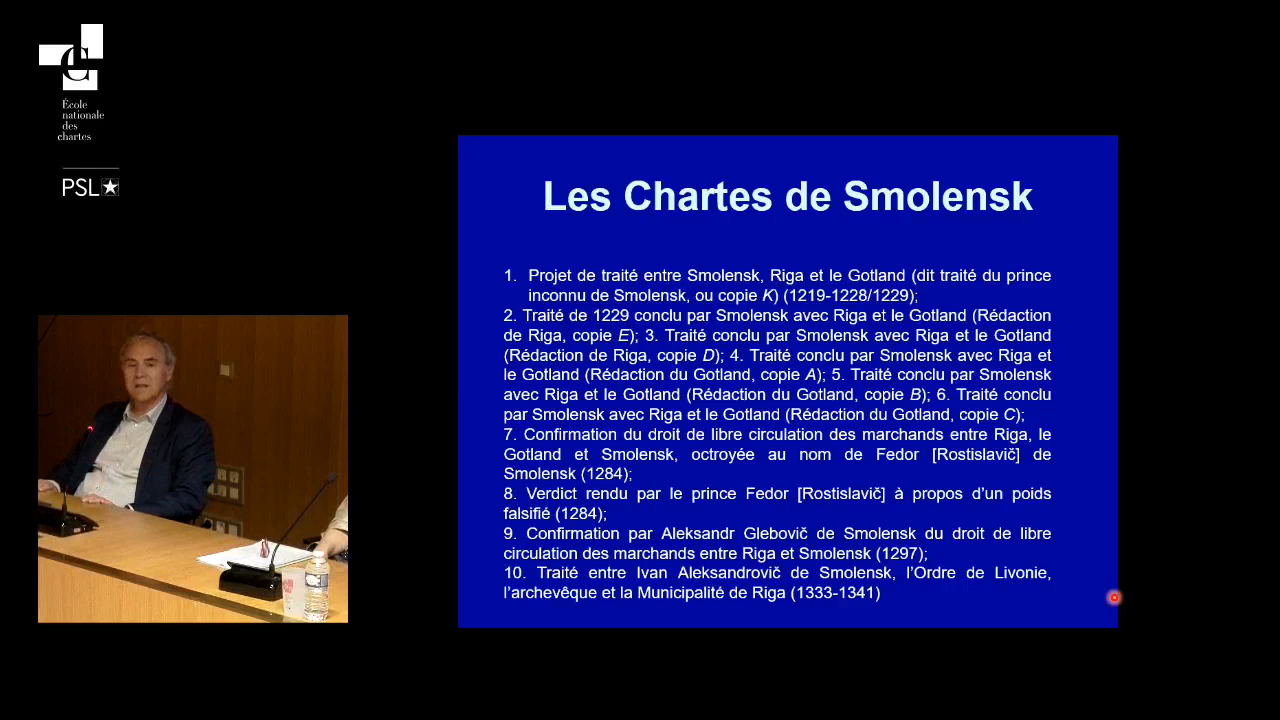 École
nationale
des
chartes
PSL
Les Chartes de Smolensk
1. Projet de traité entre Smolensk, Riga et le Gotland (dit traité du prince
inconnu de Smolensk, ou copie K) (1219-1228/1229);
2. Traité de 1229 conclu par Smolensk avec Riga et le Gotland (Rédaction
de Riga, copie E); 3. Traité conclu par Smolensk avec Riga et le Gotland
(Rédaction de Riga, copie D); 4. Traité conclu par Smolensk avec Riga et
le Gotland (Rédaction du Gotland, copie A); 5. Traité conclu par Smolensk
avec Riga et le Gotland (Rédaction du Gotland, copie B); 6. Traité conclu
par Smolensk avec Riga et le Gotland (Rédaction du Gotland, copie C);
7. Confirmation du droit de libre circulation des marchands entre Riga, le
Gotland et Smolensk, octroyée au nom de Fedor [Rostislavič] de
Smolensk (1284);
8. Verdict rendu par le prince Fedor [Rostislavič] à propos d'un poids
falsifié (1284);
9. Confirmation par Aleksandr Glebovič de Smolensk du droit de libre
circulation des marchands entre Riga et Smolensk (1297);
10. Traité entre Ivan Aleksandrovič de Smolensk, l'Ordre de Livonie,
l'archevêque et la Municipalité de Riga (1333-1341)